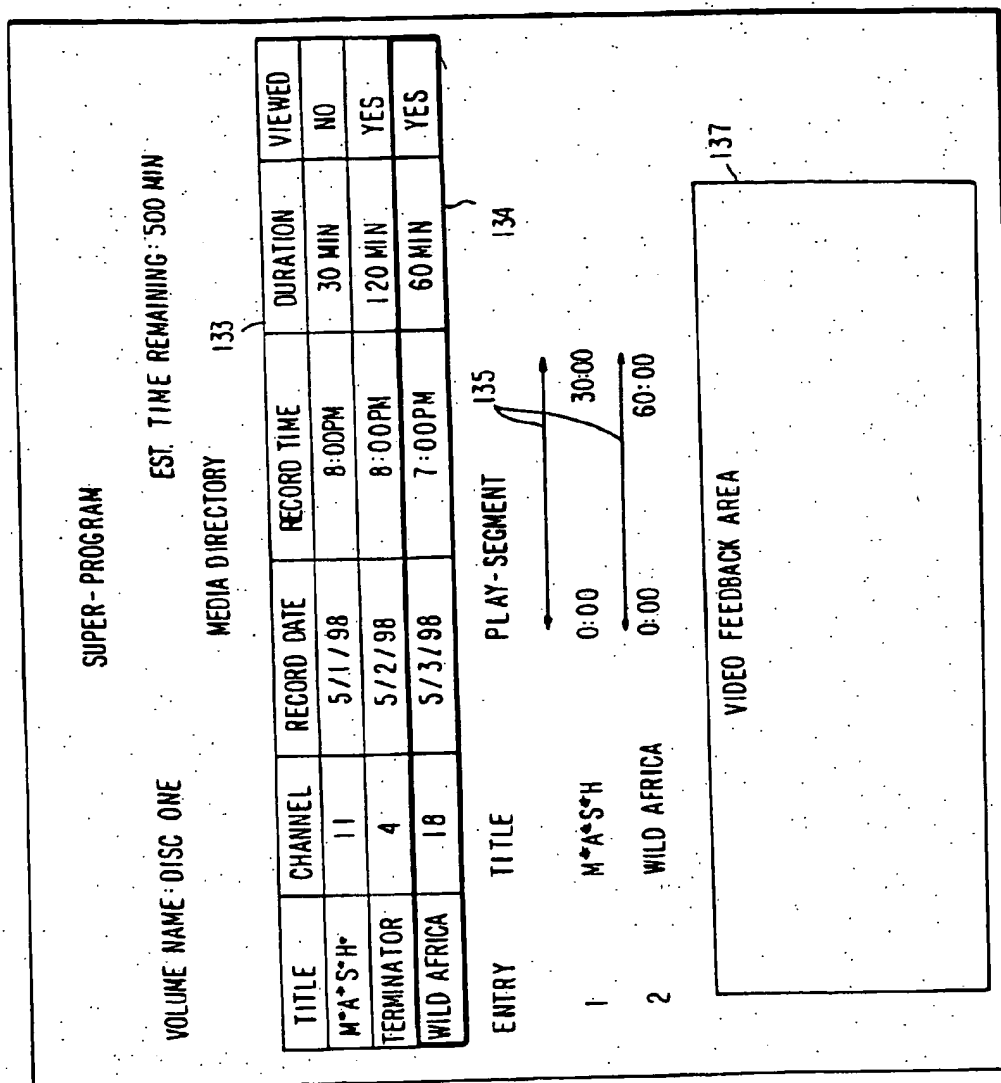 SUPER-PROGRAM
VOLUME NAME: DISC ONE EST. TIME REMAINING: 500 MIN
MEDIA DIRECTORY
133
TITLE CHANNEL RECORD DATE RECORD TIME DURATION VIEWED
M*A*S*H* 11 5/1/98 8:00PM 30 MIN NO
TERMINATOR 4 5/2/98 8:00PM 120 MIN YES
WILD AFRICA 18 5/3/98 7:00PM 60 MIN YES
134
ENTRY TITLE PLAY-SEGMENT 135
1 M*A*S*H 0:00 30:00
2 WILD AFRICA 0:00 60:00
137
VIDEO FEEDBACK AREA